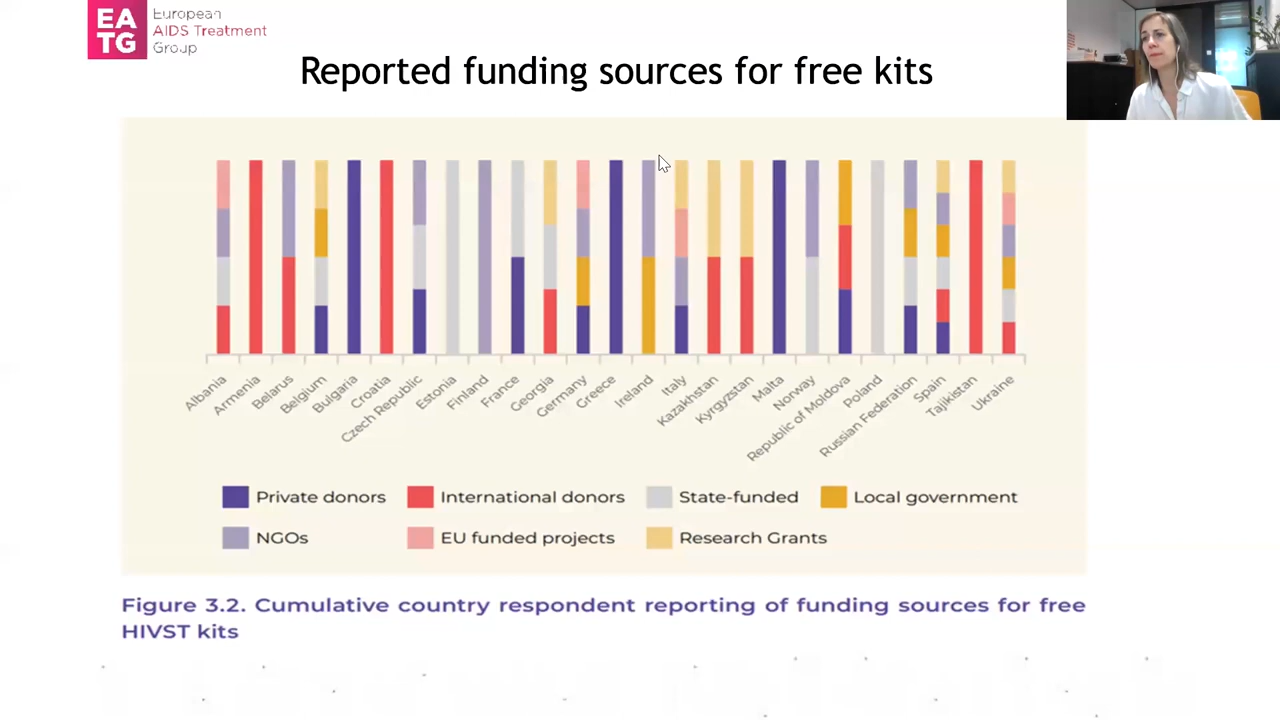 EA
TG
European
AIDS Treatment
Group
Reported funding sources for free kits
Albania
Armenia
Belarus
Belgium
Bulgaria
Croatia
Czech Republic
Estonia
Finland
France
Georgia
Germany
Greece
Ireland
Italy
Kazakhstan
Kyrgyzstan
Malta
Norway
Republic of Moldova
Poland
Russian Federation
Spain
Tajikistan
Ukraine
Private donors
International donors
State-funded
Local government
NGOs
EU funded projects
Research Grants
Figure 3.2. Cumulative country respondent reporting of funding sources for free
HIVST kits